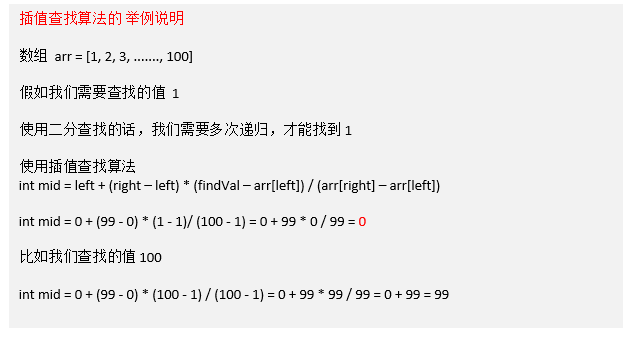 插值查找算法的 举例说明
数组 arr = [1, 2, 3, ......., 100]
假如我们需要查找的值 1
使用二分查找的话，我们需要多次递归，才能找到 1
使用插值查找算法
int mid = left + (right – left) * (findVal – arr[left]) / (arr[right] – arr[left])
int mid = 0 + (99 - 0) * (1 - 1)/ (100 - 1) = 0 + 99 * 0 / 99 = 0
比如我们查找的值 100
int mid = 0 + (99 - 0) * (100 - 1) / (100 - 1) = 0 + 99 * 99 / 99 = 0 + 99 = 99